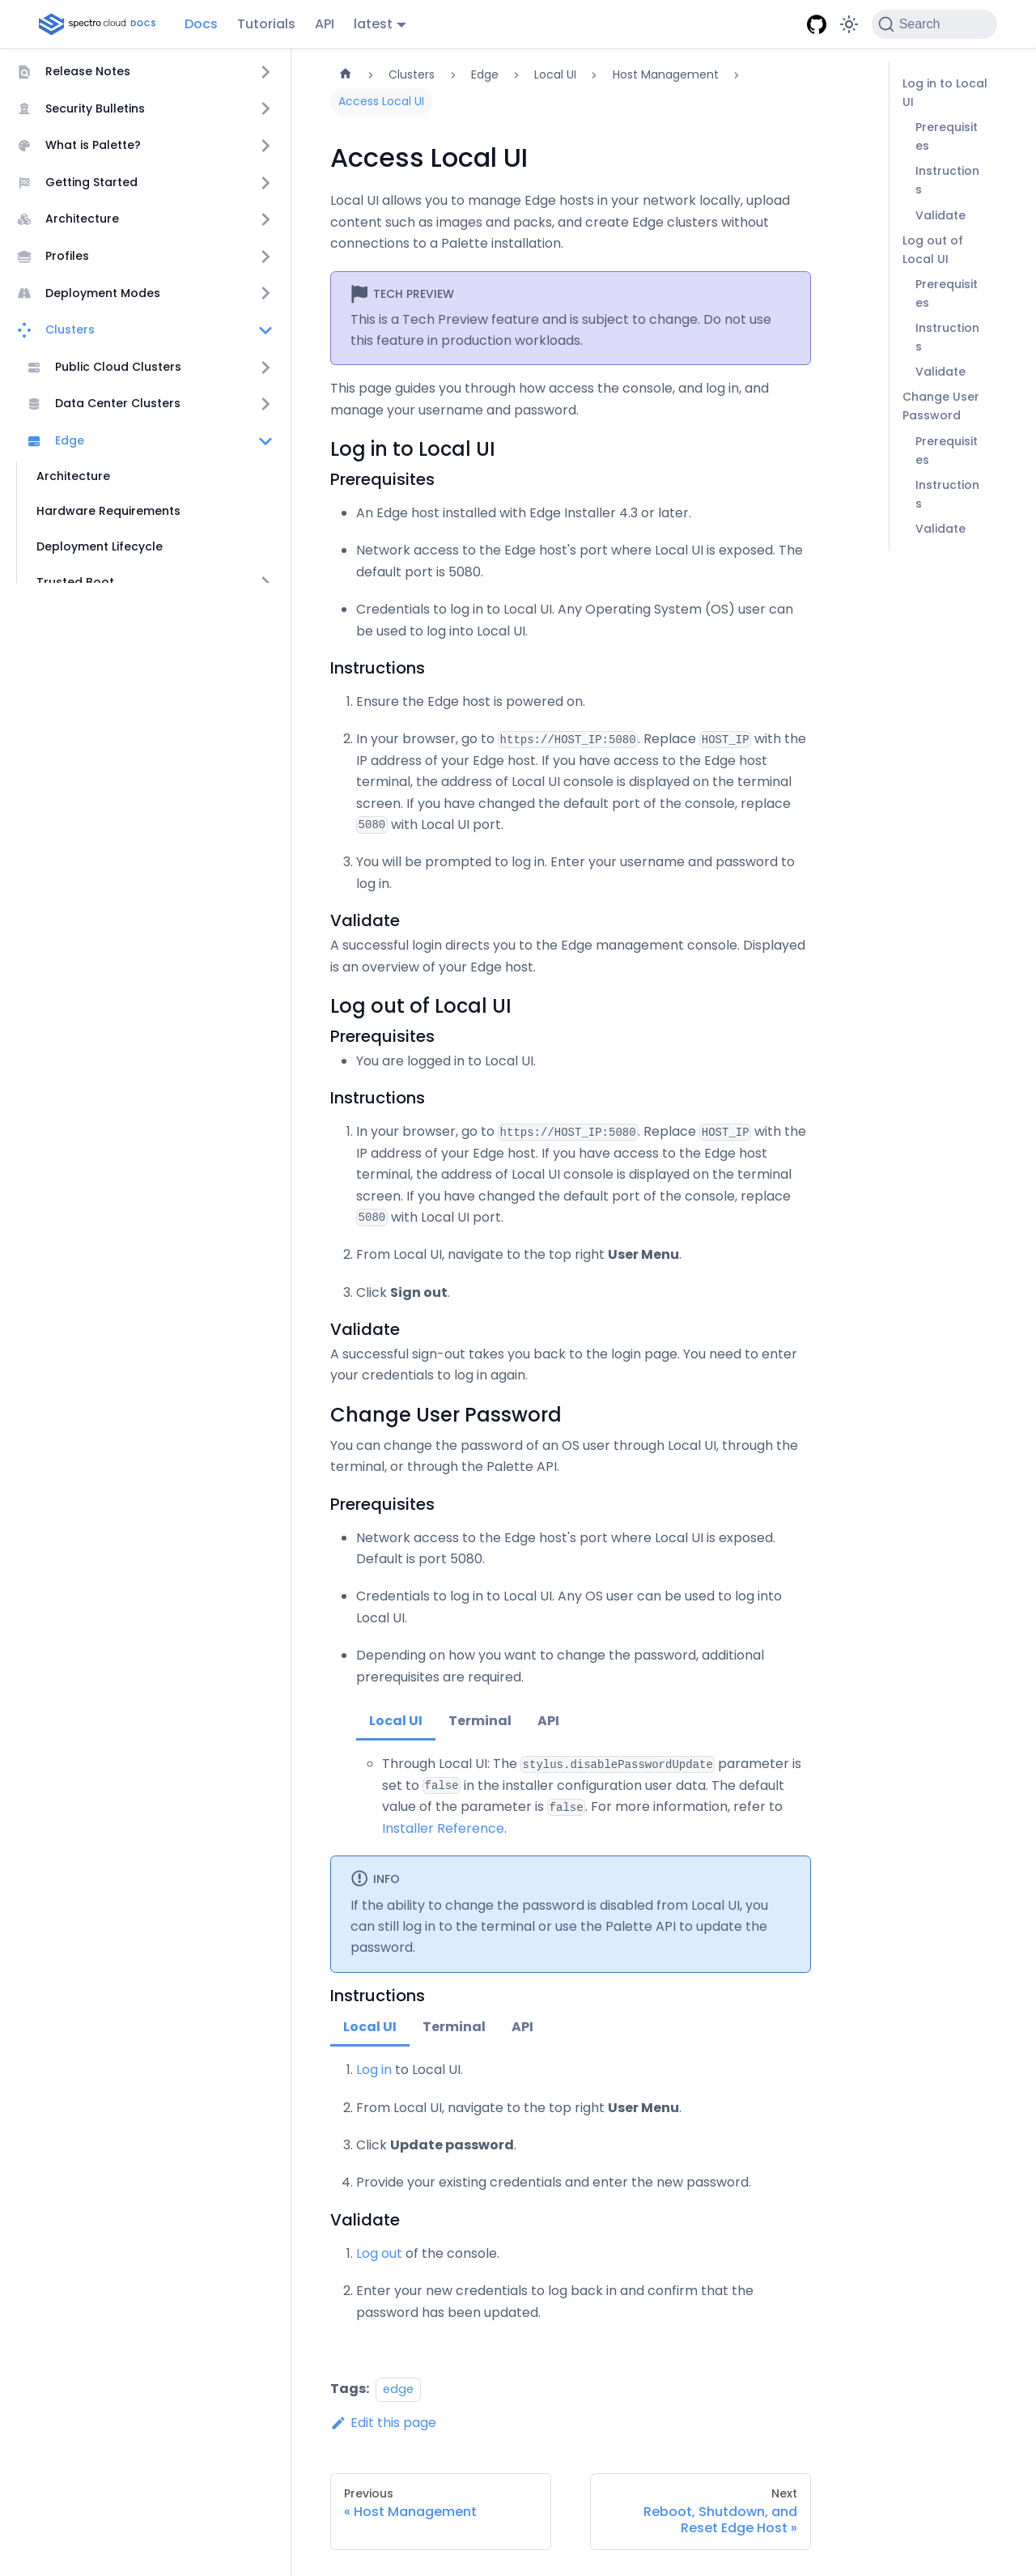 spectro cloud DOCS
Docs
Tutorials
API
latest
Search
Release Notes
Security Bulletins
What is Palette?
Getting Started
Architecture
Profiles
Deployment Modes
Clusters
Public Cloud Clusters
Data Center Clusters
Edge
Architecture
Hardware Requirements
Deployment Lifecycle
Trusted Boot
Clusters
Edge
Local UI
Host Management
Access Local UI
Access Local UI
Local UI allows you to manage Edge hosts in your network locally, upload
content such as images and packs, and create Edge clusters without
connections to a Palette installation.
TECH PREVIEW
This is a Tech Preview feature and is subject to change. Do not use
this feature in production workloads.
This page guides you through how access the console, and log in, and
manage your username and password.
Log in to Local UI
Prerequisites
An Edge host installed with Edge Installer 4.3 or later.
Network access to the Edge host's port where Local UI is exposed. The
default port is 5080.
Credentials to log in to Local UI. Any Operating System (OS) user can
be used to log into Local UI.
Instructions
1. Ensure the Edge host is powered on.
2. In your browser, go to https://HOST_IP:5080. Replace HOST_IP with the
IP address of your Edge host. If you have access to the Edge host
terminal, the address of Local UI console is displayed on the terminal
screen. If you have changed the default port of the console, replace
5080 with Local UI port.
3. You will be prompted to log in. Enter your username and password to
log in.
Validate
A successful login directs you to the Edge management console. Displayed
is an overview of your Edge host.
Log out of Local UI
Prerequisites
You are logged in to Local UI.
Instructions
1. In your browser, go to https://HOST_IP:5080. Replace HOST_IP with the
IP address of your Edge host. If you have access to the Edge host
terminal, the address of Local UI console is displayed on the terminal
screen. If you have changed the default port of the console, replace
5080 with Local UI port.
2. From Local UI, navigate to the top right User Menu.
3. Click Sign out.
Validate
A successful sign-out takes you back to the login page. You need to enter
your credentials to log in again.
Change User Password
You can change the password of an OS user through Local UI, through the
terminal, or through the Palette API.
Prerequisites
Network access to the Edge host's port where Local UI is exposed.
Default is port 5080.
Credentials to log in to Local UI. Any OS user can be used to log into
Local UI.
Depending on how you want to change the password, additional
prerequisites are required.
Local UI
Terminal
API
Through Local UI: The stylus.disablePasswordUpdate parameter is
set to false in the installer configuration user data. The default
value of the parameter is false. For more information, refer to
Installer Reference.
INFO
If the ability to change the password is disabled from Local UI, you
can still log in to the terminal or use the Palette API to update the
password.
Instructions
Local UI
Terminal
API
1. Log in to Local UI.
2. From Local UI, navigate to the top right User Menu.
3. Click Update password.
4. Provide your existing credentials and enter the new password.
Validate
1. Log out of the console.
2. Enter your new credentials to log back in and confirm that the
password has been updated.
Tags: edge
Edit this page
Previous
« Host Management
Next
Reboot, Shutdown, and
Reset Edge Host »
Log in to Local
UI
Prerequisit
es
Instruction
s
Validate
Log out of
Local UI
Prerequisit
es
Instruction
s
Validate
Change User
Password
Prerequisit
es
Instruction
s
Validate